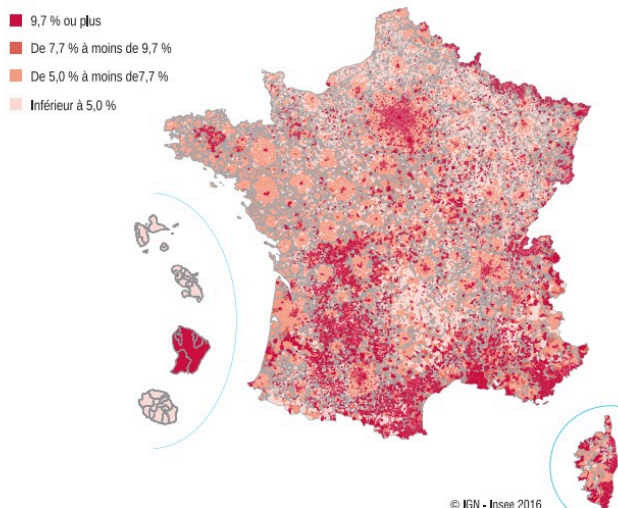 9,7 % ou plus
De 7,7 % à moins de 9,7 %
De 5,0 % à moins de7,7 %
Inférieur à 5,0 %
© IGN - Insee 2016